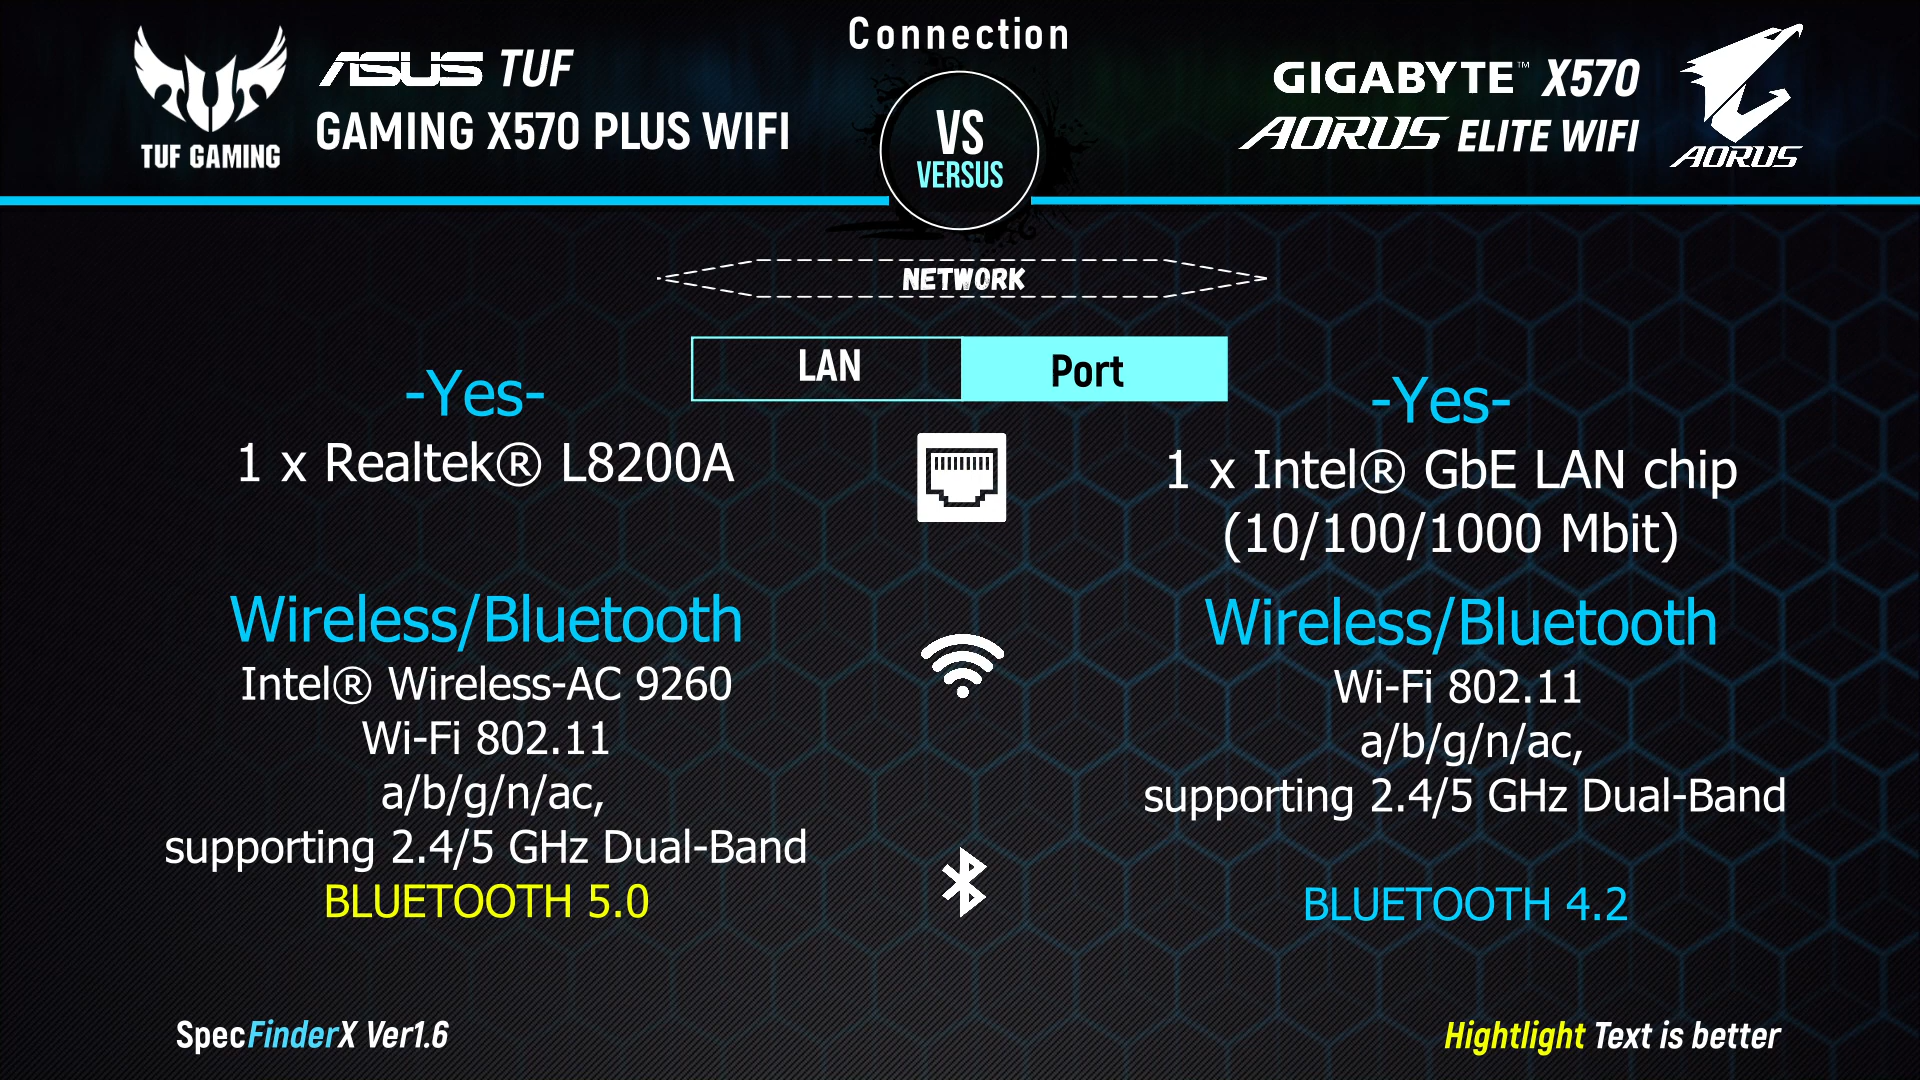 Connection
TUF GAMING
ASUS TUF
GAMING X570 PLUS WIFI
VS
VERSUS
GIGABYTE™ X570
AORUS ELITE WIFI
AORUS
NETWORK
LAN
Port
-Yes-
1 x Realtek® L8200A
-Yes-
1 x Intel® GbE LAN chip
(10/100/1000 Mbit)
Wireless/Bluetooth
Intel® Wireless-AC 9260
Wi-Fi 802.11
a/b/g/n/ac,
supporting 2.4/5 GHz Dual-Band
BLUETOOTH 5.0
Wireless/Bluetooth
Wi-Fi 802.11
a/b/g/n/ac,
supporting 2.4/5 GHz Dual-Band
BLUETOOTH 4.2
SpecFinderX Ver1.6
Hightlight Text is better